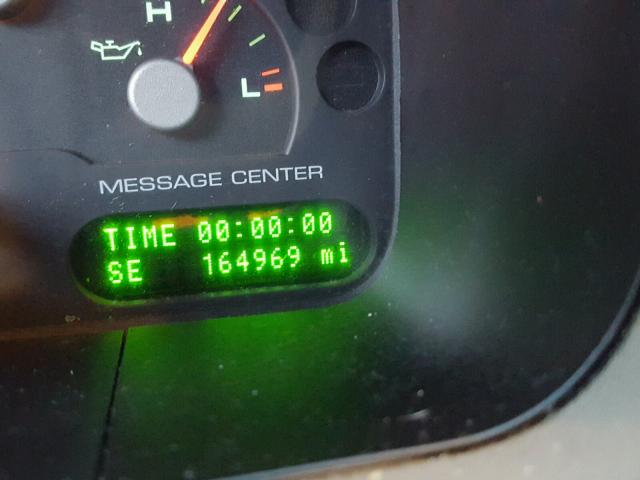 H
L
MESSAGE CENTER
TIME 00:00:00
SE 164969 mi